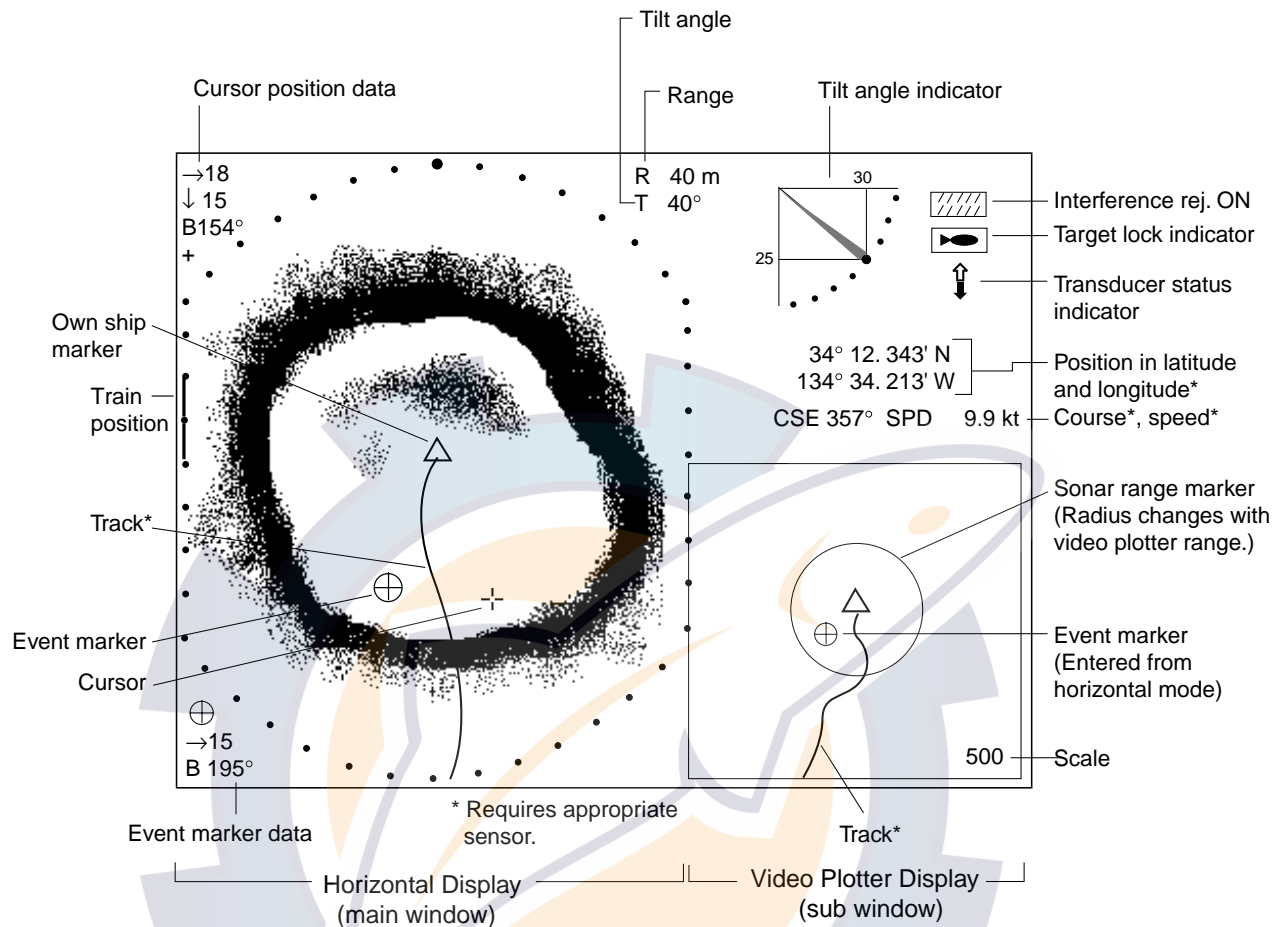 Tilt angle
Cursor position data
Range
Tilt angle indicator
→18
↓ 15
B154°
+
R 40 m
T 40°
30
25
Interference rej. ON
Target lock indicator
Transducer status
indicator
Own ship
marker
Train
position
34° 12. 343' N
134° 34. 213' W
Position in latitude
and longitude*
CSE 357° SPD 9.9 kt
Course*, speed*
Track*
Sonar range marker
(Radius changes with
video plotter range.)
Event marker
Cursor
Event marker
(Entered from
horizontal mode)
→15
B 195°
500
Scale
Event marker data
* Requires appropriate
sensor.
Track*
Horizontal Display
(main window)
Video Plotter Display
(sub window)